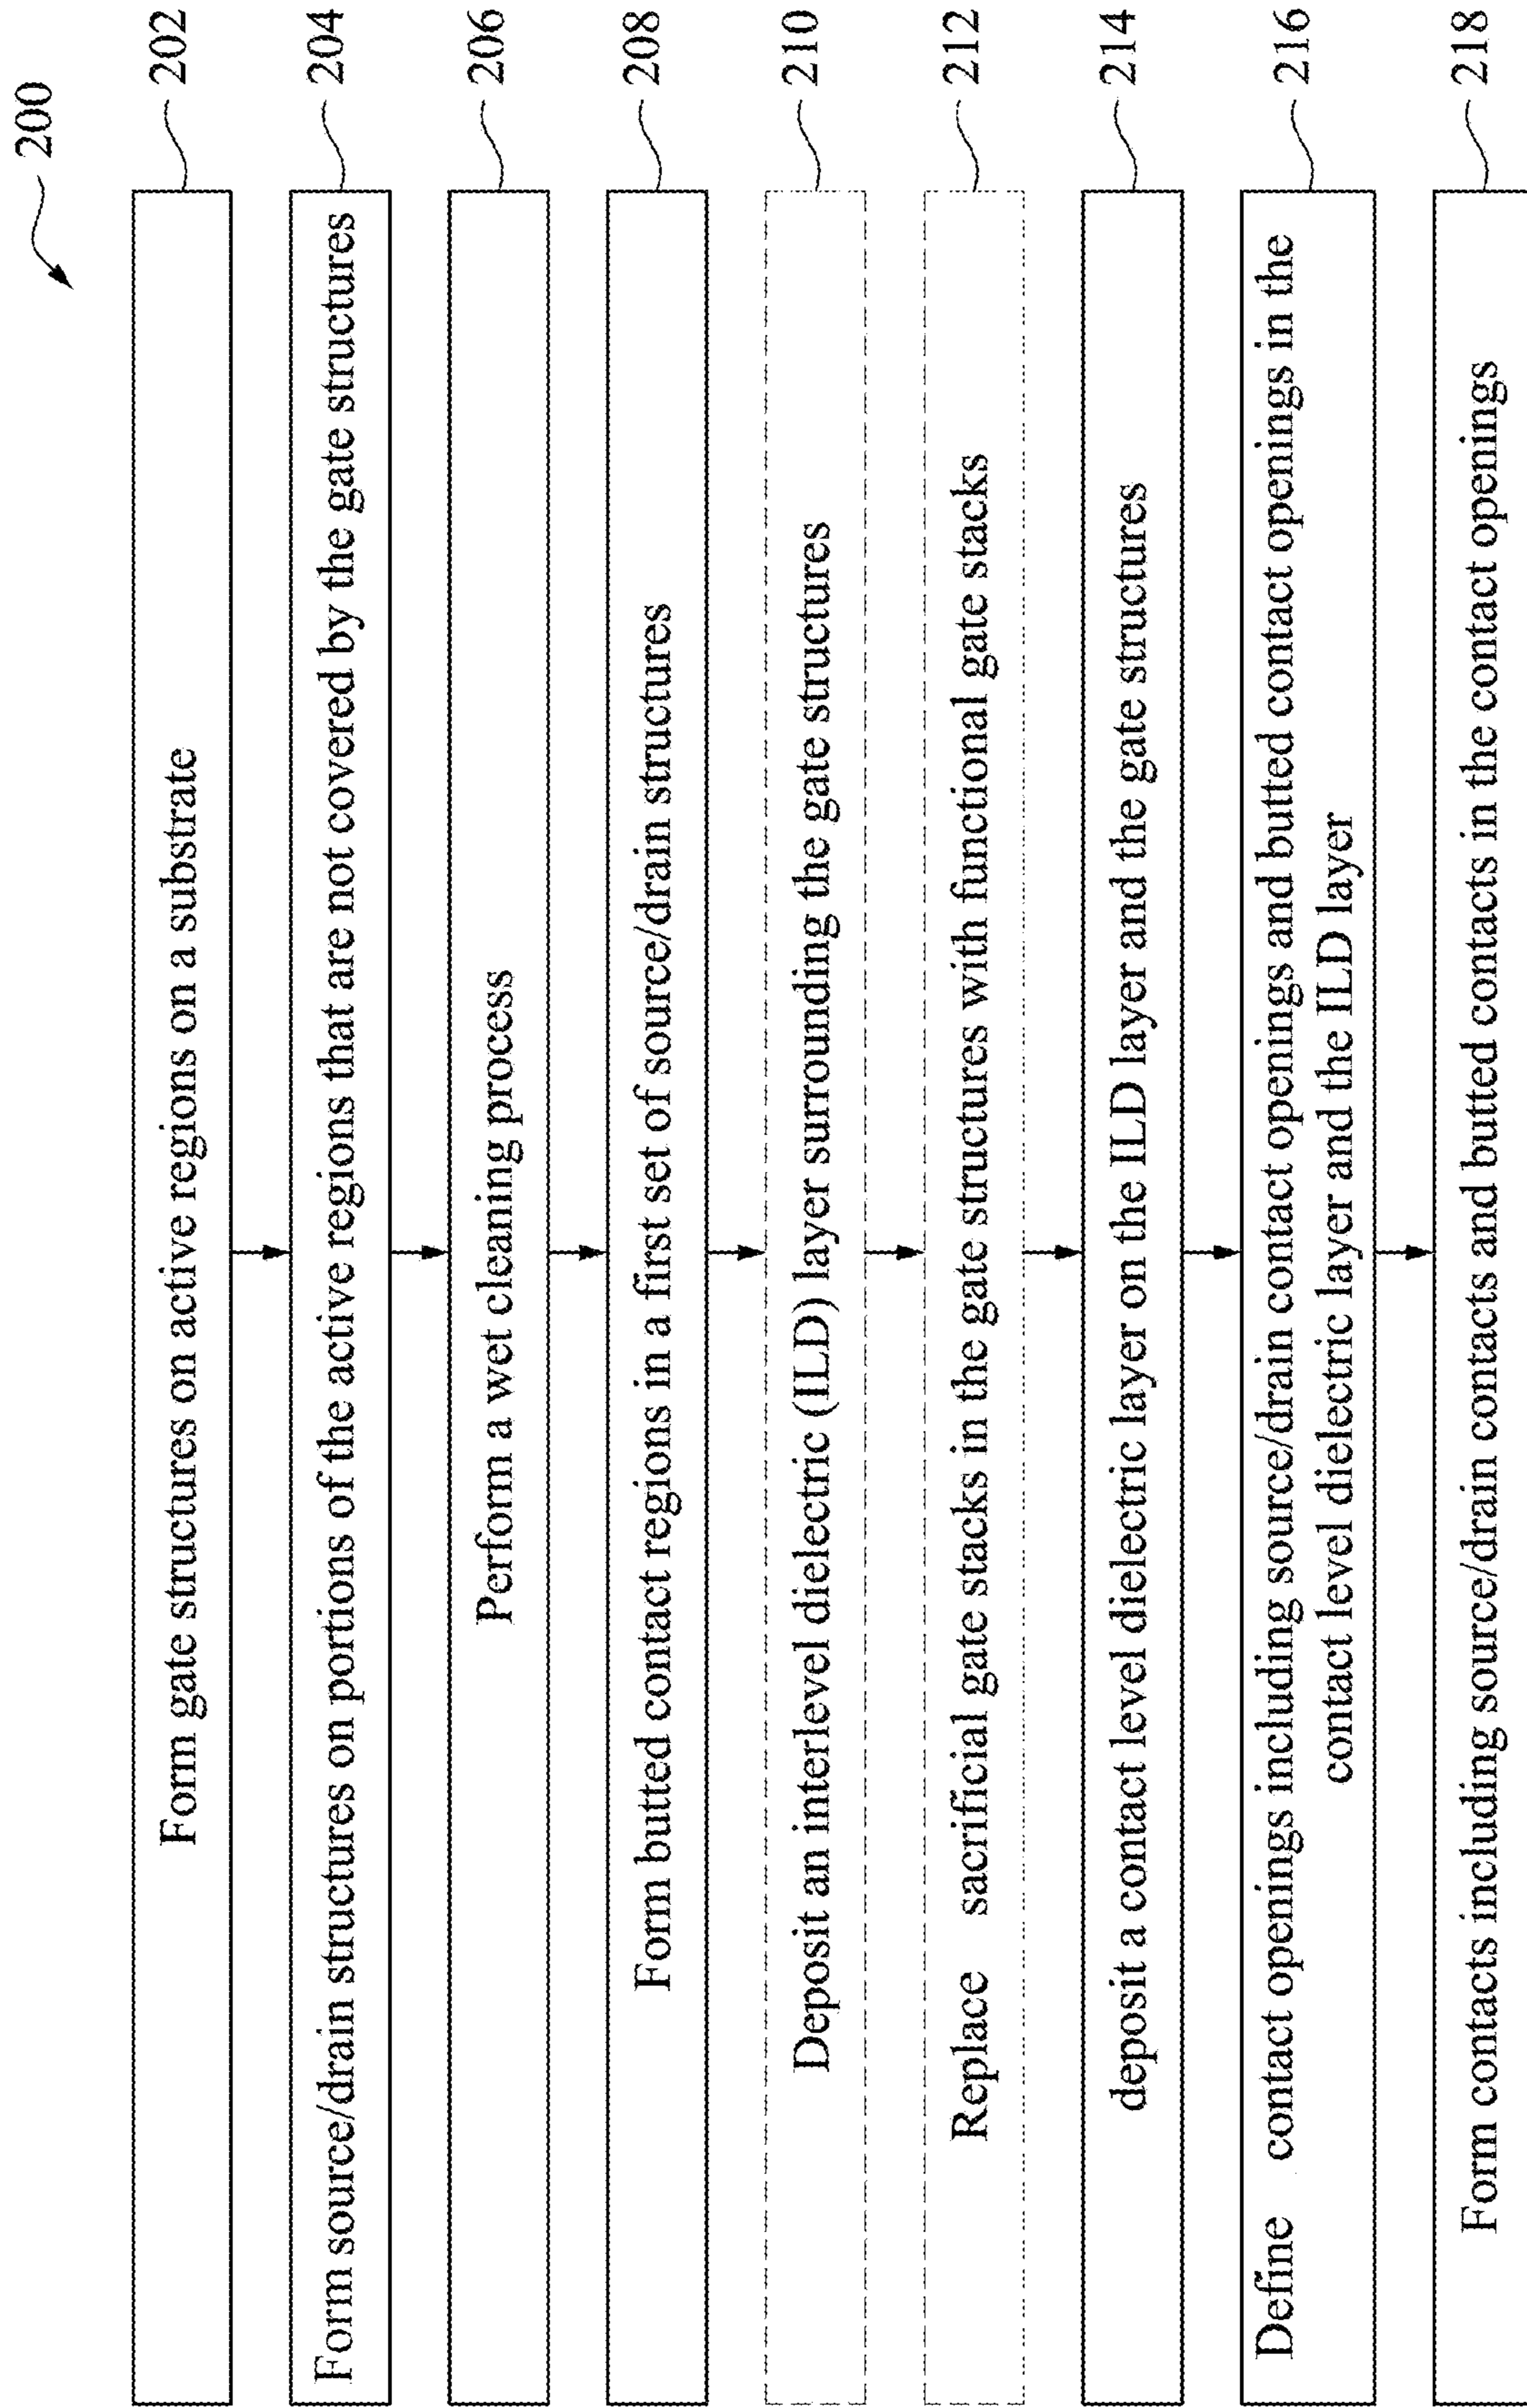 200
Form gate structures on active regions on a substrate
202
Form source/drain structures on portions of the active regions that are not covered by the gate structures
204
Perform a wet cleaning process
206
Form butted contact regions in a first set of source/drain structures
208
Deposit an interlevel dielectric (ILD) layer surrounding the gate structures
210
Replace sacrificial gate stacks in the gate structures with functional gate stacks
212
deposit a contact level dielectric layer on the ILD layer and the gate structures
214
Define contact openings including source/drain contact openings and butted contact openings in the
contact level dielectric layer and the ILD layer
216
Form contacts including source/drain contacts and butted contacts in the contact openings
218